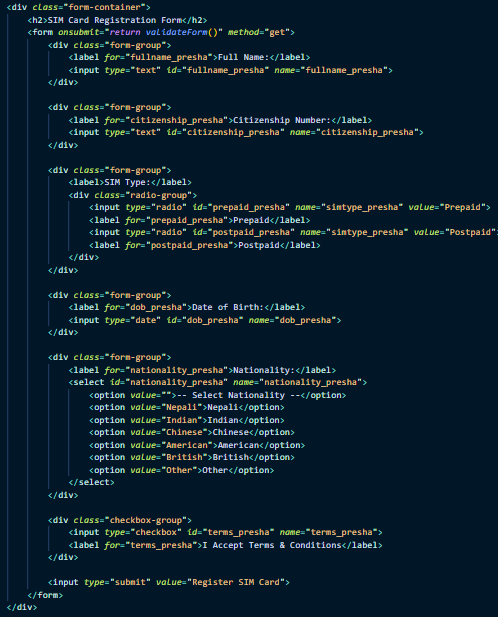 <div class="form-container">
<h2>SIM Card Registration Form</h2>
<form onsubmit="return validateForm()" method="get">
<div class="form-group">
<label for="fullname_presha">Full Name:</label>
<input type="text" id="fullname_presha" name="fullname_presha">
</div>
<div class="form-group">
<label for="citizenship_presha">Citizenship Number:</label>
<input type="text" id="citizenship_presha" name="citizenship_presha">
</div>
<div class="form-group">
<label>SIM Type:</label>
<div class="radio-group">
<input type="radio" id="prepaid_presha" name="simtype_presha" value="Prepaid">
<label for="prepaid_presha">Prepaid</label>
<input type="radio" id="postpaid_presha" name="simtype_presha" value="Postpaid"
<label for="postpaid_presha">Postpaid</label>
</div>
</div>
<div class="form-group">
<label for="dob_presha">Date of Birth:</label>
<input type="date" id="dob_presha" name="dob_presha">
</div>
<div class="form-group">
<label for="nationality_presha">Nationality:</label>
<select id="nationality_presha" name="nationality_presha">
<option value="">-- Select Nationality --</option>
<option value="Nepali">Nepali</option>
<option value="Indian">Indian</option>
<option value="Chinese">Chinese</option>
<option value="American">American</option>
<option value="British">British</option>
<option value="Other">Other</option>
</select>
</div>
<div class="checkbox-group">
<input type="checkbox" id="terms_presha" name="terms_presha">
<label for="terms_presha">I Accept Terms & Conditions</label>
</div>
<input type="submit" value="Register SIM Card">
</form>
</div>